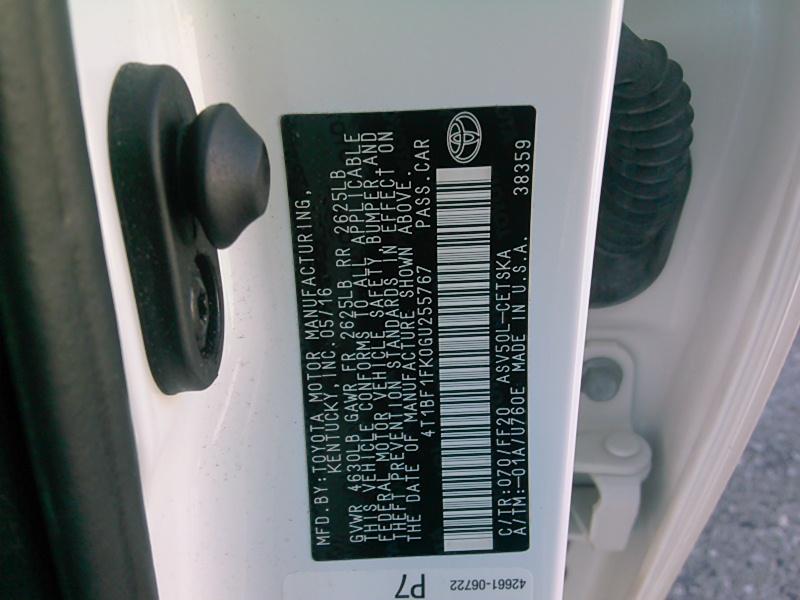 MFD.BY:TOYOTA MOTOR MANUFACTURING,
KENTUCKY, INC. 05/16
GVWR 4630LB GAWR FR 2625LB RR 2625LB
THIS VEHICLE CONFORMS TO ALL APPLICABLE
FEDERAL MOTOR VEHICLE SAFETY, BUMPER AND
THEFT PREVENTION STANDARDS IN EFFECT ON
THE DATE OF MANUFACTURE SHOWN ABOVE.
4T1BF1FK0GU255767 PASS.CAR
C/TR:070/FF20 ASV50L-CETSKA
A/TM:-01A/U760E MADE IN U.S.A. 38359
P7
42661-06722